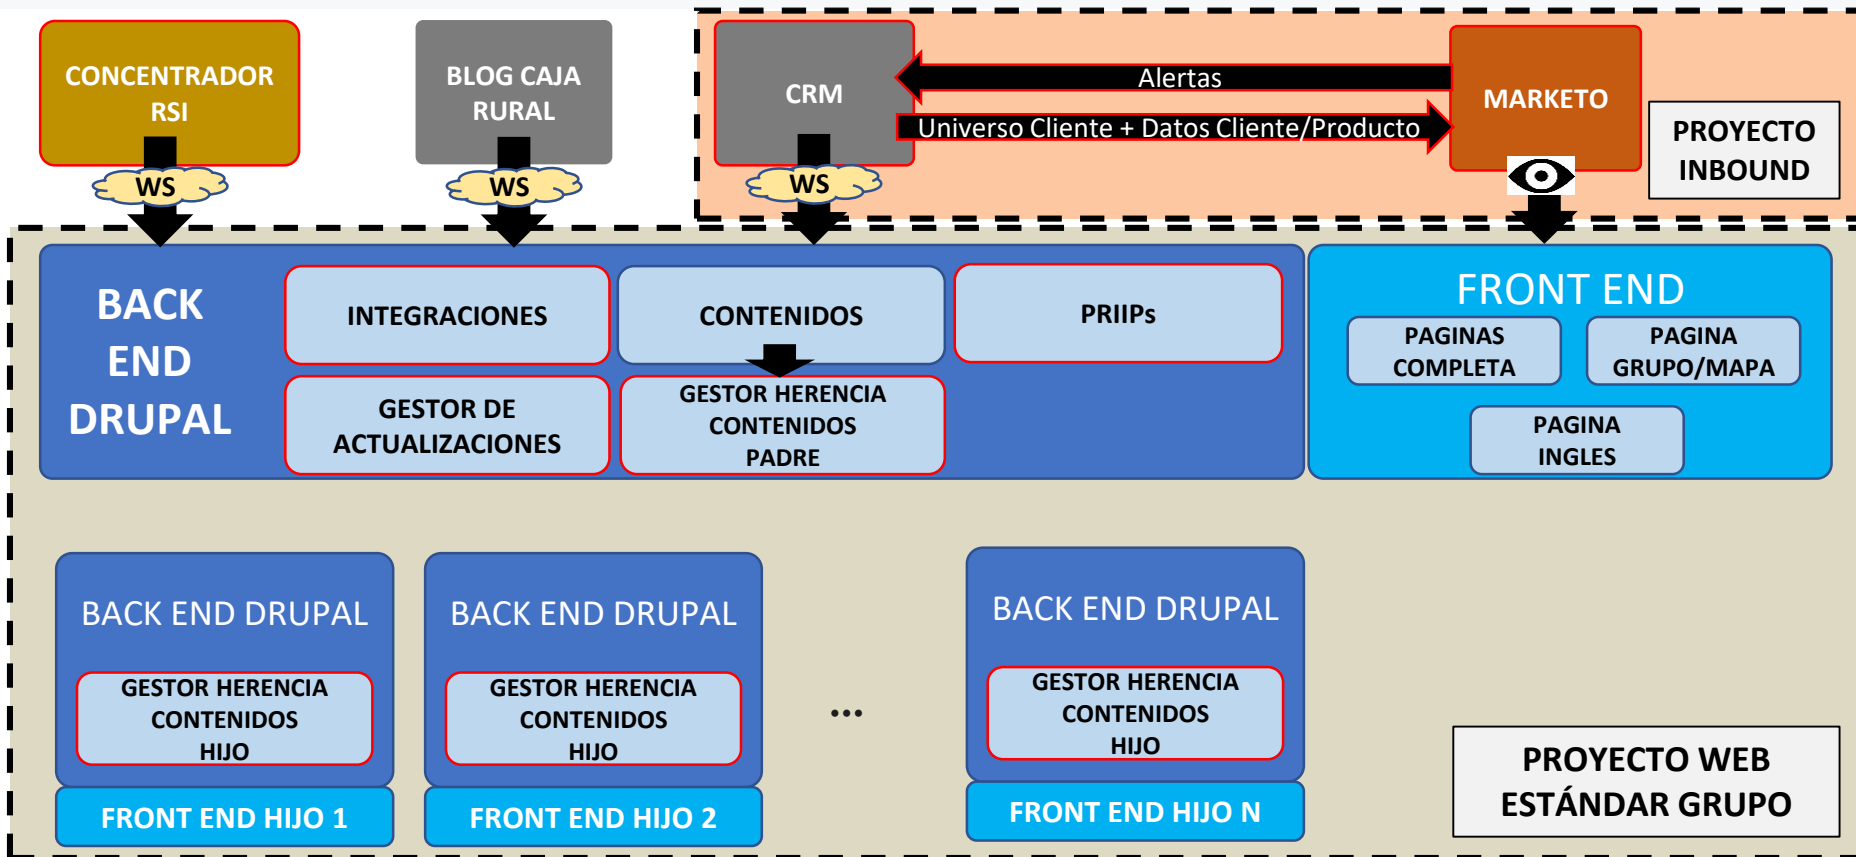 CONCENTRADOR
RSI
WS
BLOG CAJA
RURAL
WS
CRM
WS
Alertas
Universo Cliente + Datos Cliente/Producto
MARKETO
PROYECTO
INBOUND
BACK
END
DRUPAL
INTEGRACIONES
CONTENIDOS
PRIIPs
GESTOR DE
ACTUALIZACIONES
GESTOR HERENCIA
CONTENIDOS
PADRE
FRONT END
PAGINAS
COMPLETA
PAGINA
GRUPO/MAPA
PAGINA
INGLES
BACK END DRUPAL
GESTOR HERENCIA
CONTENIDOS
HIJO
FRONT END HIJO 1
BACK END DRUPAL
GESTOR HERENCIA
CONTENIDOS
HIJO
FRONT END HIJO 2
...
BACK END DRUPAL
GESTOR HERENCIA
CONTENIDOS
HIJO
FRONT END HIJO N
PROYECTO WEB
ESTÁNDAR GRUPO